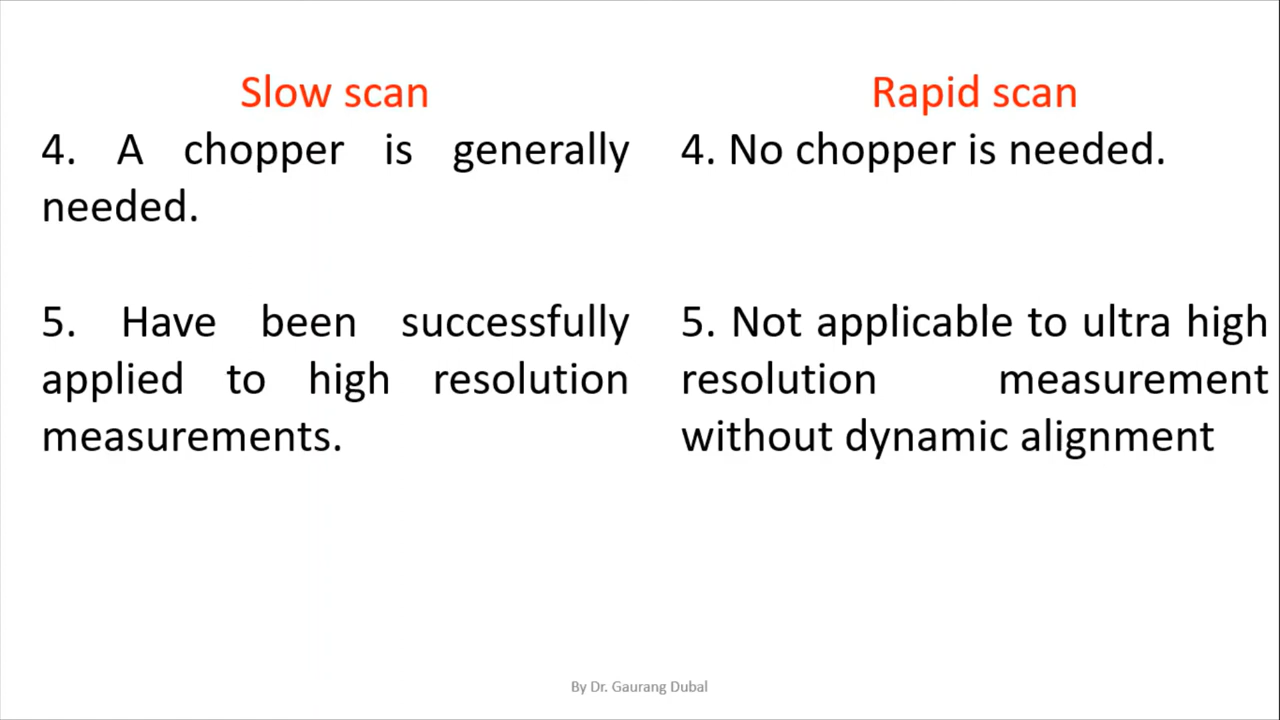 Slow scan
4. A chopper is generally
needed.
5. Have been successfully
applied to high resolution
measurements.
Rapid scan
4. No chopper is needed.
5. Not applicable to ultra high
resolution measurement
without dynamic alignment
By Dr. Gaurang Dubal